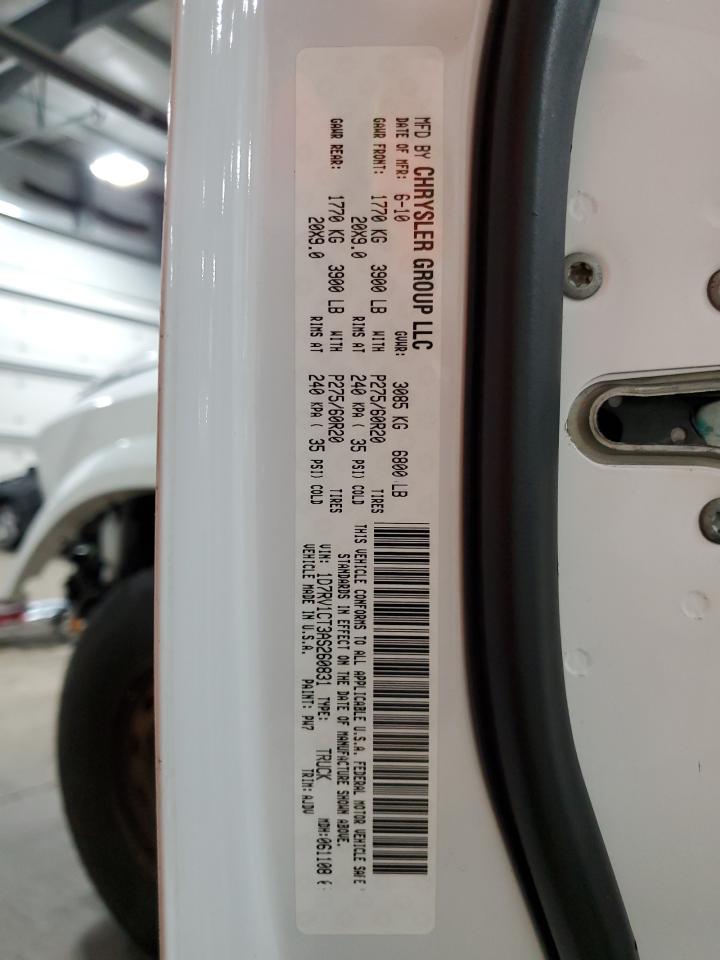 MFD BY CHRYSLER GROUP LLC
DATE OF MFR: 6-10 GVWR: 3085 KG 6800 LB
GAWR FRONT: 1770 KG 3900 LB WITH P275/60R20 TIRES
20X9.0 RIMS AT 240 KPA ( 35 PSI) COLD
GAWR REAR: 1770 KG 3900 LB WITH P275/60R20 TIRES
20X9.0 RIMS AT 240 KPA ( 35 PSI) COLD
THIS VEHICLE CONFORMS TO ALL APPLICABLE U.S.A. FEDERAL MOTOR VEHICLE SAFE
STANDARDS IN EFFECT ON THE DATE OF MANUFACTURE SHOWN ABOVE.
VIN: 1D7RV1CT3AS260831 TYPE: TRUCK MDH:061108
VEHICLE MADE IN U.S.A. PAINT: PW7 TRIM: AJDV